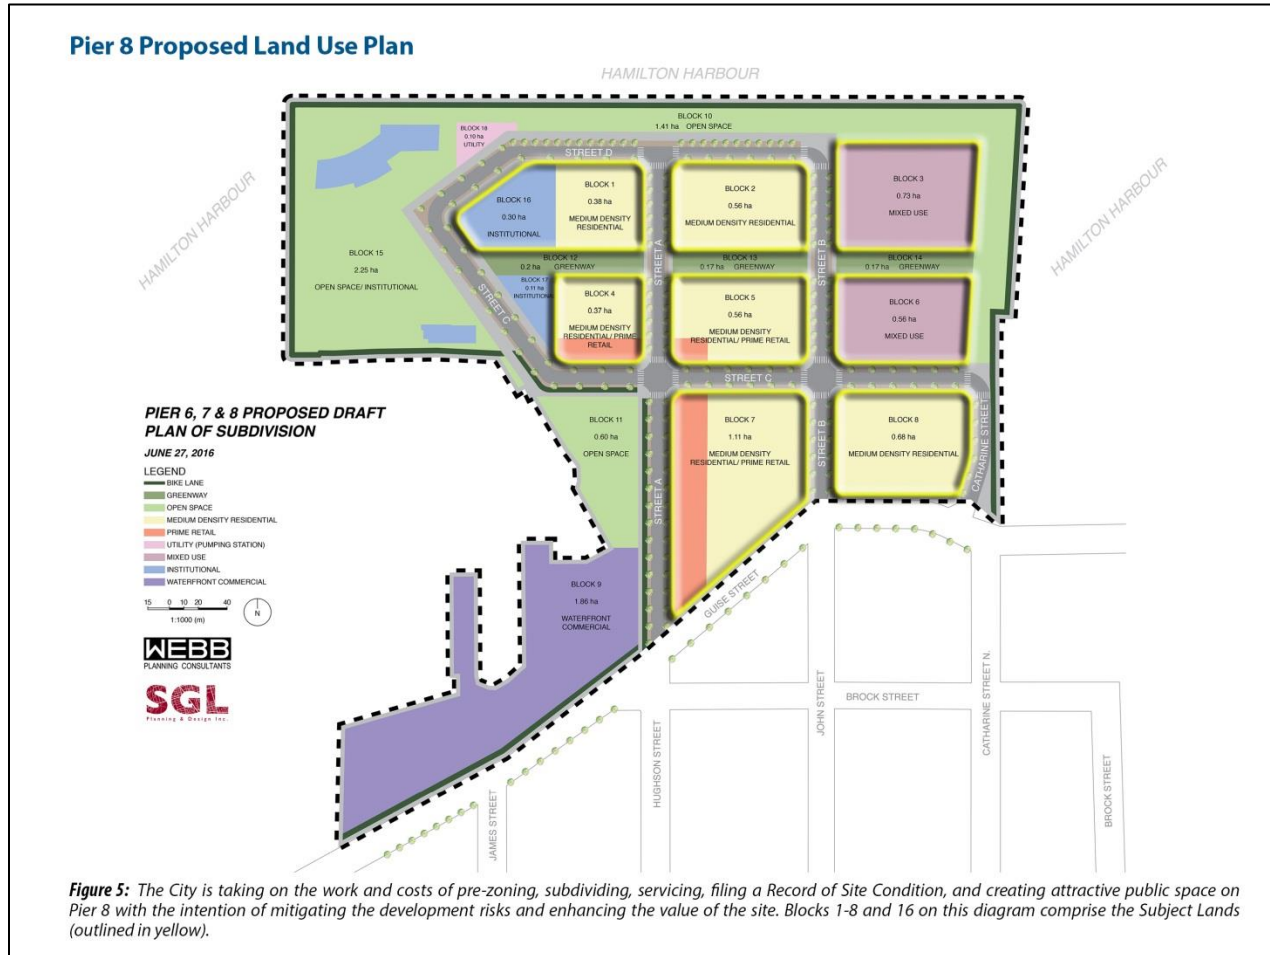 Pier 8 Proposed Land Use Plan
HAMILTON HARBOUR
HAMILTON HARBOUR
HAMILTON HARBOUR
BLOCK 10
1.41 ha OPEN SPACE
BLOCK 18
0.10 ha
UTILITY
STREET D
BLOCK 16
0.30 ha
INSTITUTIONAL
BLOCK 1
0.38 ha
MEDIUM DENSITY
RESIDENTIAL
BLOCK 2
0.56 ha
MEDIUM DENSITY RESIDENTIAL
BLOCK 3
0.73 ha
MIXED USE
STREET A
STREET B
BLOCK 15
2.25 ha
OPEN SPACE/ INSTITUTIONAL
BLOCK 12
0.2 ha GREENWAY
BLOCK 13
0.17 ha GREENWAY
BLOCK 14
0.17 ha GREENWAY
BLOCK 17
0.11 ha
INSTITUTIONAL
STREET C
BLOCK 4
0.37 ha
MEDIUM DENSITY
RESIDENTIAL/ PRIME
RETAIL
BLOCK 5
0.56 ha
MEDIUM DENSITY
RESIDENTIAL/ PRIME RETAIL
BLOCK 6
0.56 ha
MIXED USE
STREET C
BLOCK 11
0.60 ha
OPEN SPACE
STREET A
BLOCK 7
1.11 ha
MEDIUM DENSITY
RESIDENTIAL/ PRIME RETAIL
STREET B
BLOCK 8
0.68 ha
MEDIUM DENSITY RESIDENTIAL
CATHARINE STREET
PIER 6, 7 & 8 PROPOSED DRAFT
PLAN OF SUBDIVISION
JUNE 27, 2016
LEGEND
BIKE LANE
GREENWAY
OPEN SPACE
MEDIUM DENSITY RESIDENTIAL
PRIME RETAIL
UTILITY (PUMPING STATION)
MIXED USE
INSTITUTIONAL
WATERFRONT COMMERCIAL
15 0 10 20 40
1:1000 (m)
N
WEBB
PLANNING CONSULTANTS
SGL
Planning & Design Inc.
BLOCK 9
1.86 ha
WATERFRONT
COMMERCIAL
GUISE STREET
BROCK STREET
JAMES STREET
HUGHSON STREET
JOHN STREET
CATHARINE STREET N.
BROCK STREET
Figure 5: The City is taking on the work and costs of pre-zoning, subdividing, servicing, filing a Record of Site Condition, and creating attractive public space on
Pier 8 with the intention of mitigating the development risks and enhancing the value of the site. Blocks 1-8 and 16 on this diagram comprise the Subject Lands
(outlined in yellow).